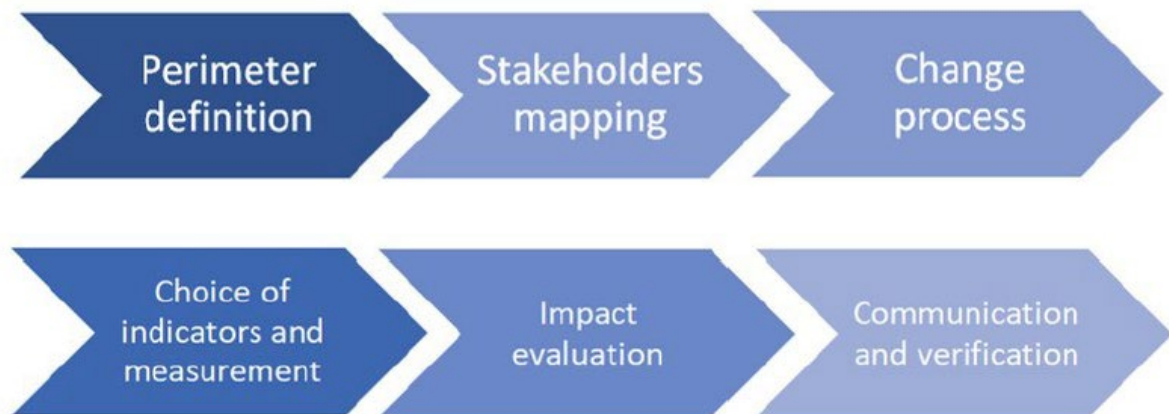 Perimeter
definition
Stakeholders
mapping
Change
process
Choice of
indicators and
measurement
Impact
evaluation
Communication
and verification